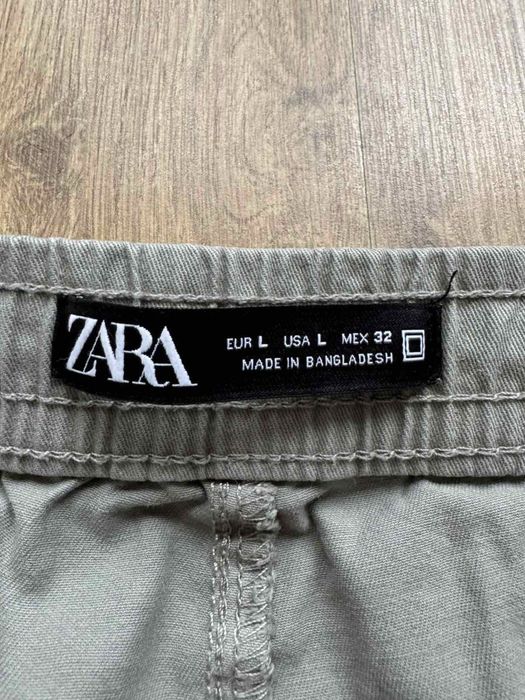 ZARA
EUR L USA L MEX 32
MADE IN BANGLADESH